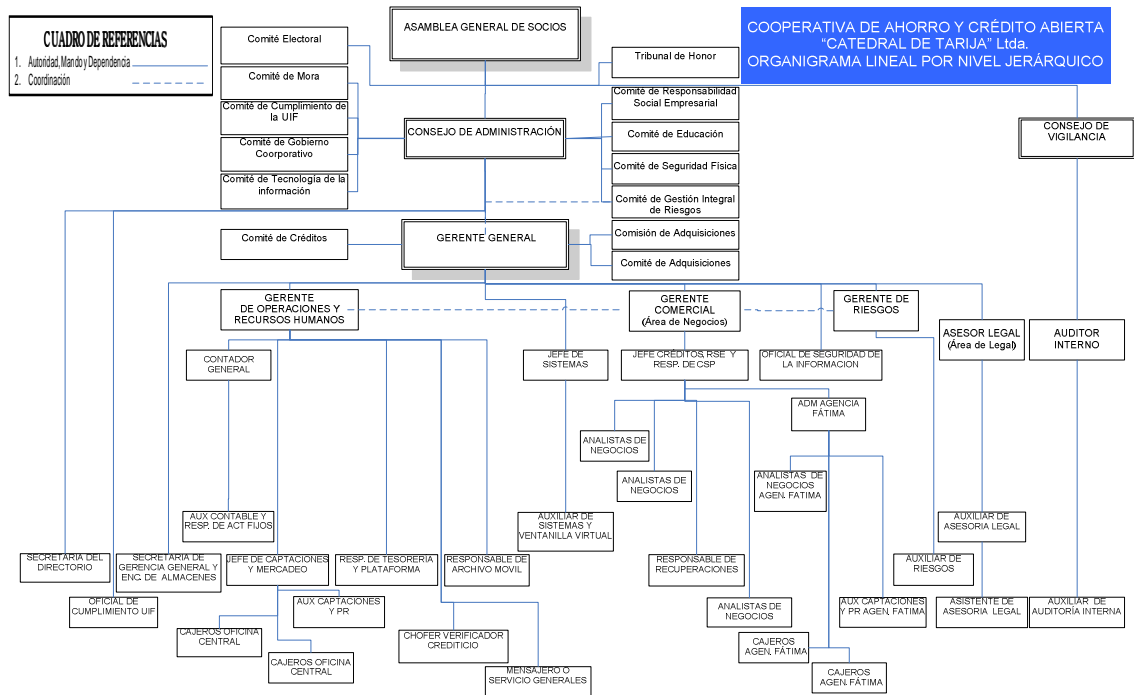 CUADRO DE REFERENCIAS
1. Autoridad, Mando y Dependencia
2. Coordinación
ASAMBLEA GENERAL DE SOCIOS
COOPERATIVA DE AHORRO Y CRÉDITO ABIERTA
“CATEDRAL DE TARIJA” Ltda.
ORGANIGRAMA LINEAL POR NIVEL JERÁRQUICO
Comité Electoral
Tribunal de Honor
Comité de Mora
Comité de Cumplimiento de
la UIF
Comité de Gobierno
Coorporativo
Comité de Tecnología de la
información
CONSEJO DE ADMINISTRACIÓN
Comité de Responsabilidad
Social Empresarial
Comité de Educación
Comité de Seguridad Física
Comité de Gestión Integral
de Riesgos
CONSEJO DE
VIGILANCIA
Comité de Créditos
GERENTE GENERAL
Comisión de Adquisiciones
Comité de Adquisiciones
GERENTE
DE OPERACIONES Y
RECURSOS HUMANOS
GERENTE
COMERCIAL
(Área de Negocios)
GERENTE DE
RIESGOS
ASESOR LEGAL
(Área de Legal)
AUDITOR
INTERNO
CONTADOR
GENERAL
JEFE DE
SISTEMAS
JEFE CRÉDITOS, RSE Y
RESP. DE CSP
OFICIAL DE SEGURIDAD DE
LA INFORMACION
ADM AGENCIA
FÁTIMA
ANALISTAS DE
NEGOCIOS
ANALISTAS DE
NEGOCIOS
ANALISTAS DE
NEGOCIOS
AGEN. FATIMA
AUX CONTABLE Y
RESP. DE ACT FIJOS
AUXILIAR DE
SISTEMAS Y
VENTANILLA VIRTUAL
AUXILIAR DE
ASESORIA LEGAL
SECRETARIA DEL
DIRECTORIO
SECRETARIA DE
GERENCIA GENERAL Y
ENC. DE ALMACENES
JEFE DE CAPTACIONES
Y MERCADEO
RESP. DE TESORERIA
Y PLATAFORMA
RESPONSABLE DE
ARCHIVO MOVIL
RESPONSABLE DE
RECUPERACIONES
AUXILIAR DE
RIESGOS
OFICIAL DE
CUMPLIMIENTO UIF
AUX CAPTACIONES
Y PR
ANALISTAS DE
NEGOCIOS
AUX CAPTACIONES
Y PR AGEN. FATIMA
ASISTENTE DE
ASESORIA LEGAL
AUXILIAR DE
AUDITORÍA INTERNA
CAJEROS OFICINA
CENTRAL
CHOFER VERIFICADOR
CREDITICIO
CAJEROS
AGEN. FÁTIMA
CAJEROS OFICINA
CENTRAL
MENSAJERO O
SERVICIO GENERALES
CAJEROS
AGEN. FÁTIMA